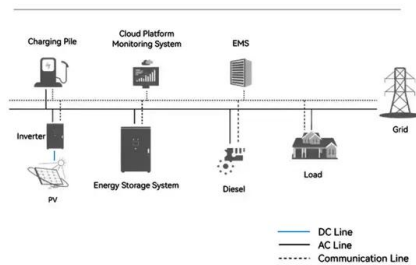 Charging Pile
Cloud Platform
Monitoring System
EMS
Grid
Inverter
PV
Energy Storage System
Diesel
Load
DC Line
AC Line
Communication Line